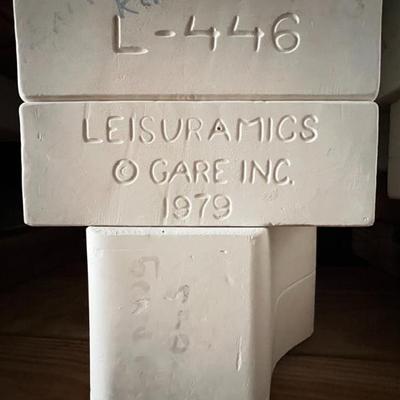 L-446
LEISURAMICS
© GARE INC.
1979